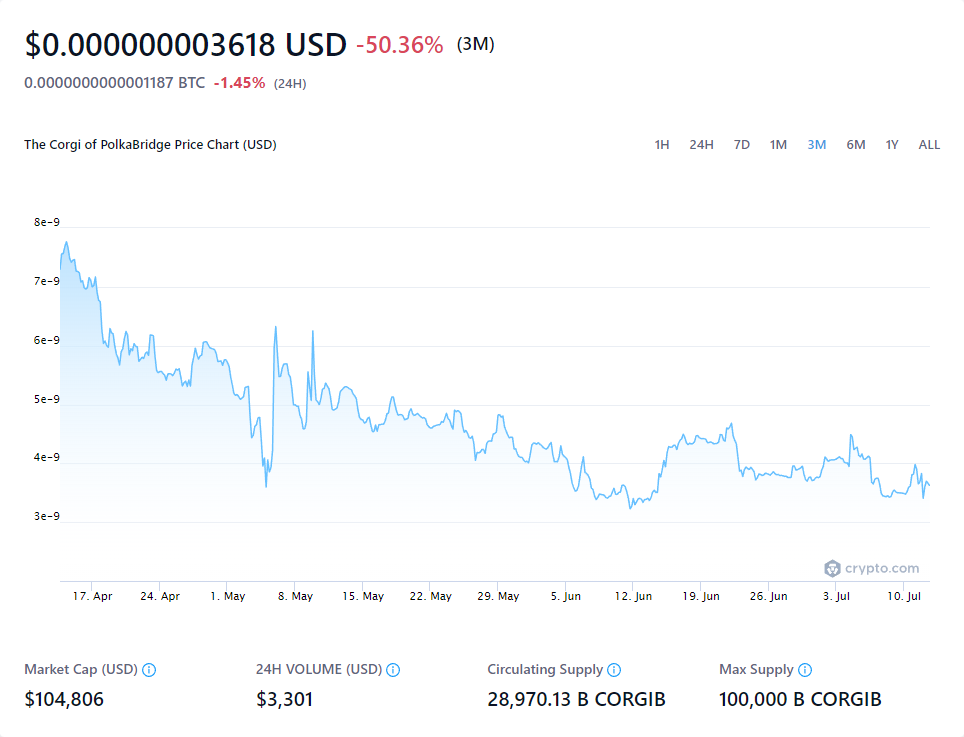 $0.000000003618 USD -50.36% (3M)
0.0000000000001187 BTC -1.45% (24H)
The Corgi of PolkaBridge Price Chart (USD) 1H 24H 7D 1M 3M 6M 1Y ALL
8e-9
7e-9
6e-9
5e-9
4e-9
3e-9
crypto.com
17. Apr 24. Apr 1. May 8. May 15. May 22. May 29. May 5. Jun 12. Jun 19. Jun 26. Jun 3. Jul 10. Jul
Market Cap (USD) 24H VOLUME (USD) Circulating Supply Max Supply
$104,806 $3,301 28,970.13 B CORGIB 100,000 B CORGIB